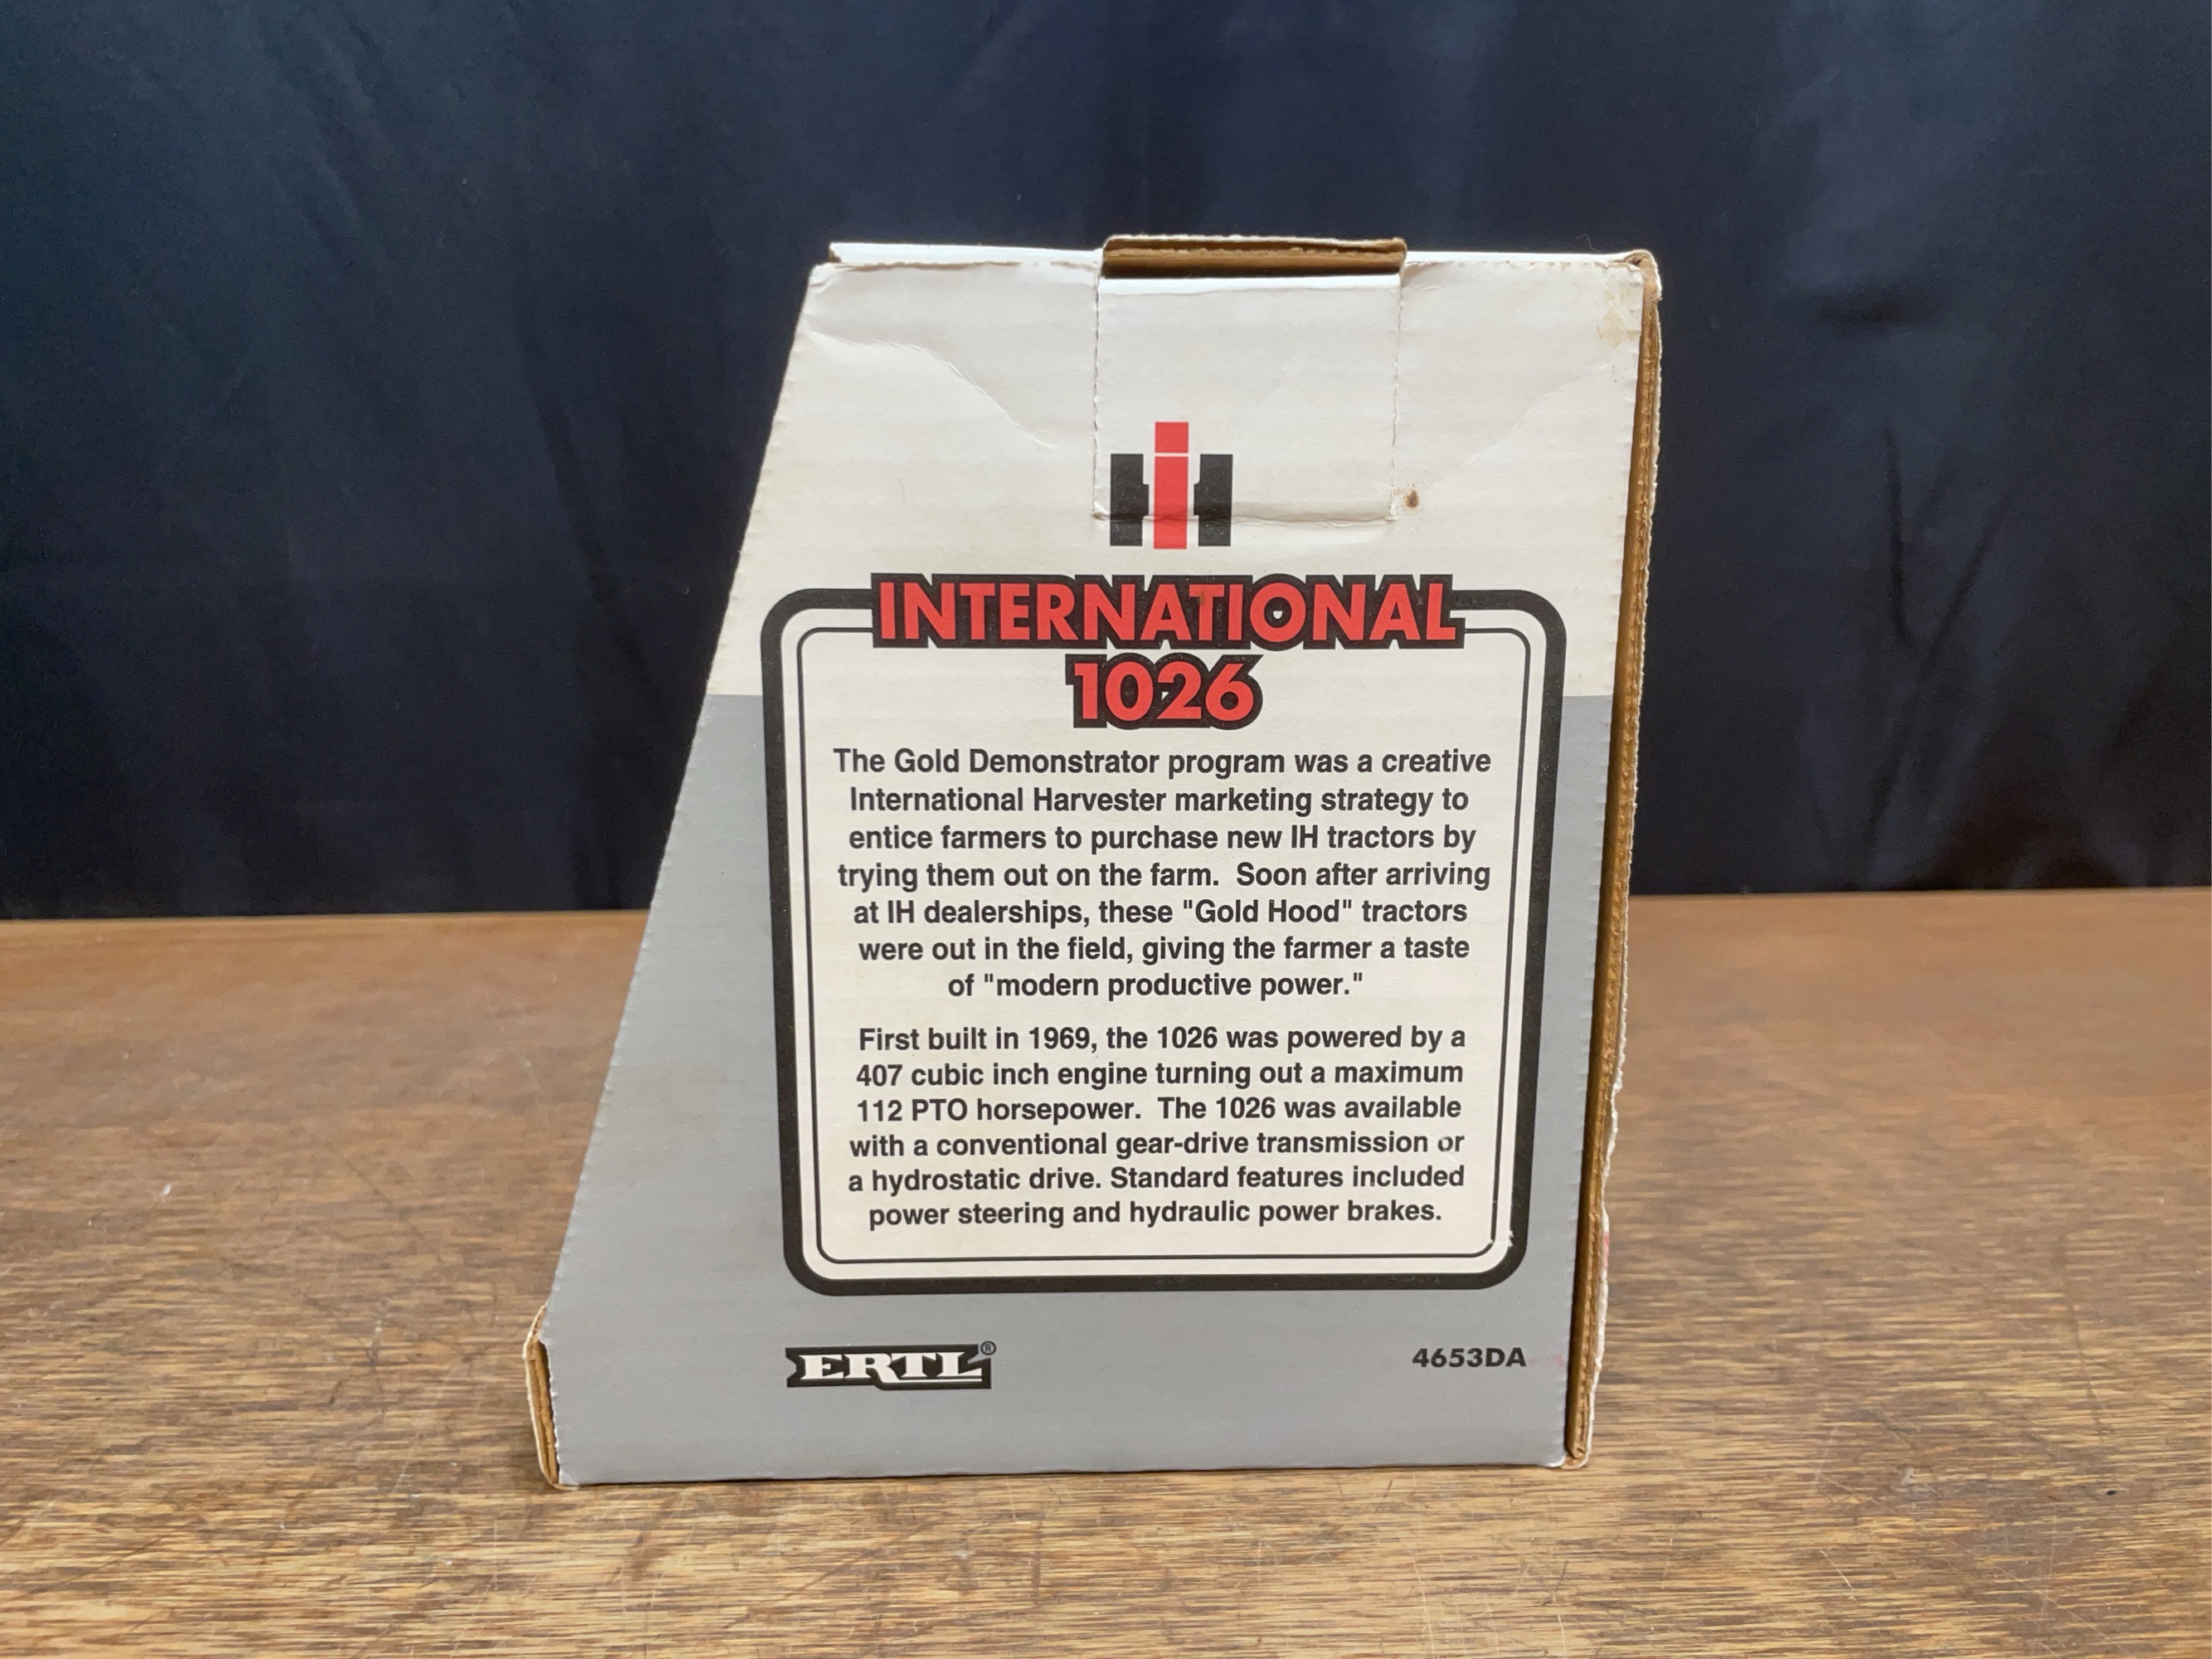 IH
INTERNATIONAL
1026
The Gold Demonstrator program was a creative
International Harvester marketing strategy to
entice farmers to purchase new IH tractors by
trying them out on the farm.  Soon after arriving
at IH dealerships, these "Gold Hood" tractors
were out in the field, giving the farmer a taste
of "modern productive power."
First built in 1969, the 1026 was powered by a
407 cubic inch engine turning out a maximum
112 PTO horsepower.  The 1026 was available
with a conventional gear-drive transmission or
a hydrostatic drive. Standard features included
power steering and hydraulic power brakes.
ERTL®
4653DA